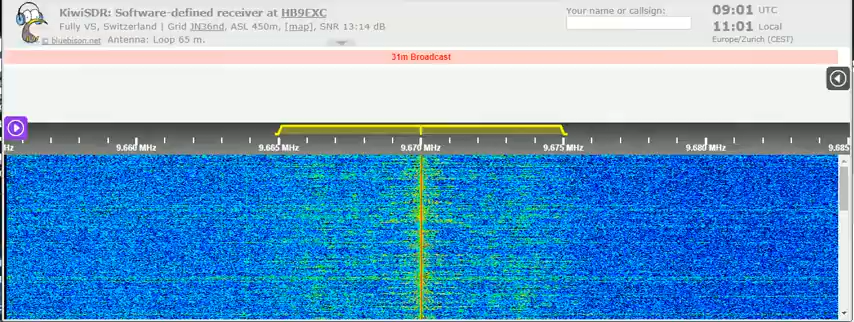 KiwiSDR: Software-defined receiver at HB9EXC
Fully VS, Switzerland | Grid JN36nd, ASL 450m, [map], SNR 13:14 dB
© bluebison.net Antenna: Loop 65 m.
Your name or callsign:
09:01 UTC
11:01 Local
Europe/Zurich (CEST)
31m Broadcast
Hz 9.660 MHz 9.665 MHz 9.670 MHz 9.675 MHz 9.680 MHz 9.685